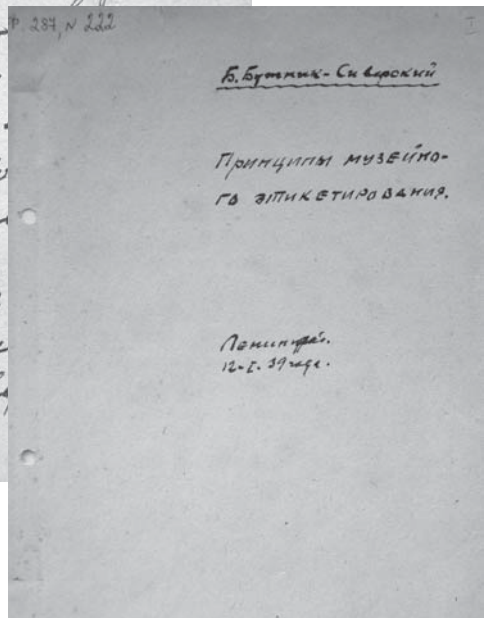 Р. 287, N 222
I
Б. Бутник-Сиверский
Принципы музейно-
го этикетирования.
Ленинград.
12-I-39 года.